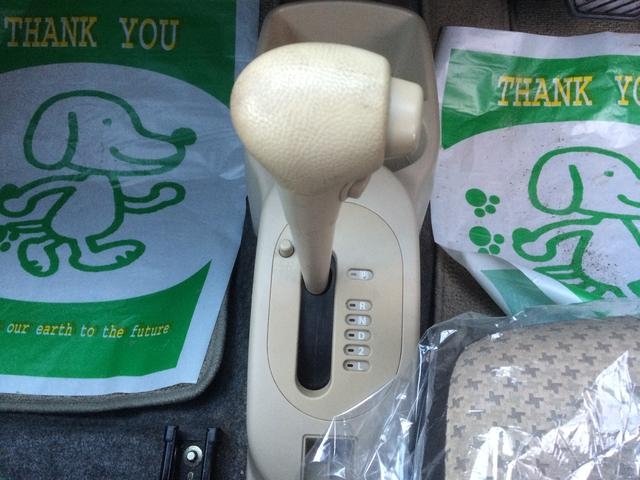 THANK YOU
our earth to the future
P
R
N
D
2
L
THANK YO